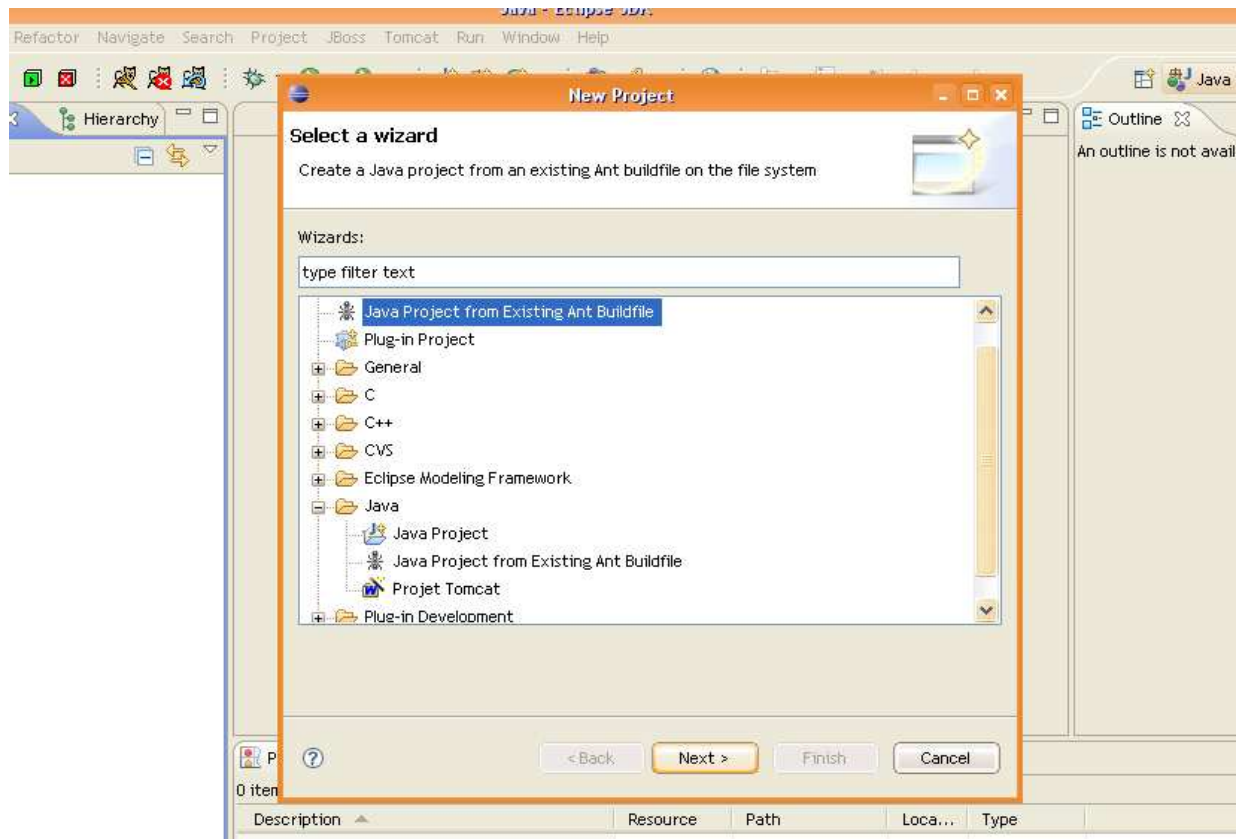 Java - Eclipse SDK
Refactor Navigate Search Project JBoss Tomcat Run Window Help
Java
Hierarchy
Outline
An outline is not avail
New Project
Select a wizard
Create a Java project from an existing Ant buildfile on the file system
Wizards:
type filter text
Java Project from Existing Ant Buildfile
Plug-in Project
General
C
C++
CVS
Eclipse Modeling Framework
Java
Java Project
Java Project from Existing Ant Buildfile
Projet Tomcat
Plug-in Development
< Back Next > Finish Cancel
P
0 item
Description Resource Path Loca... Type